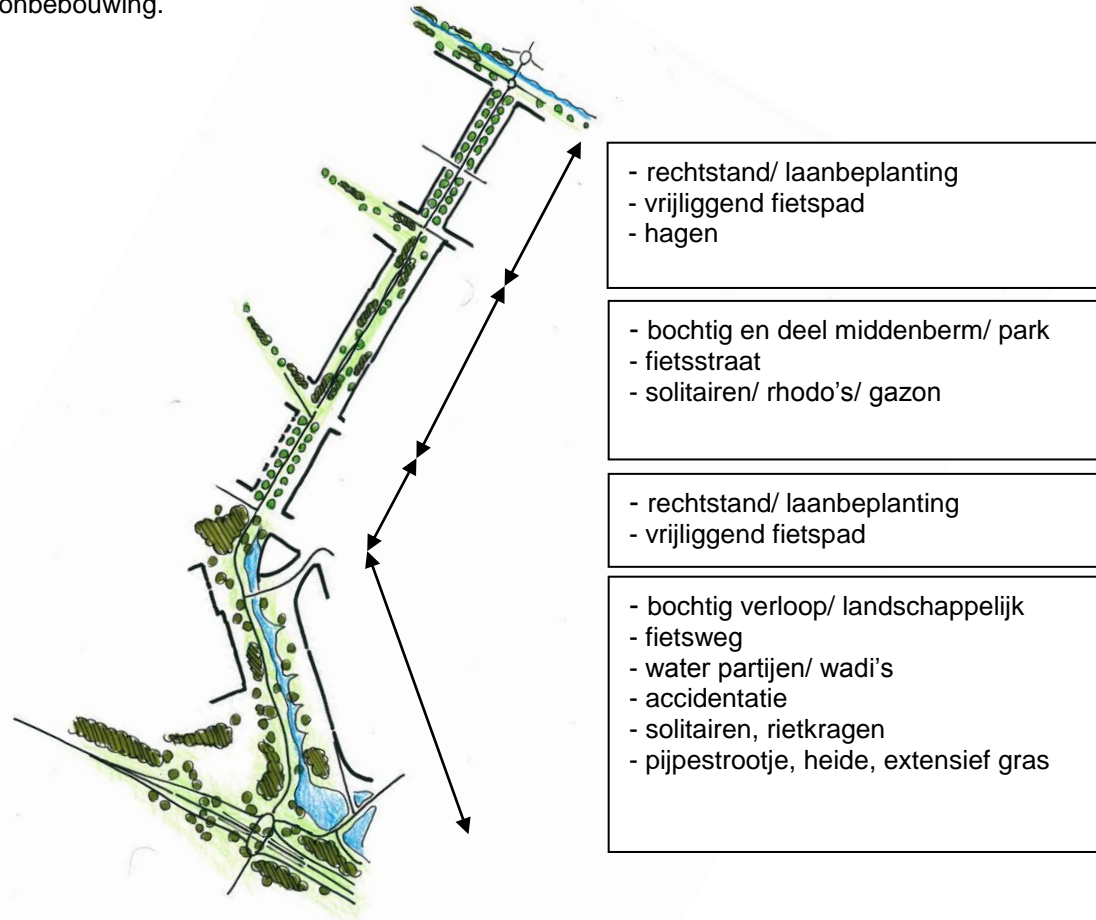 onbebouwing.
- rechtstand/ laanbeplanting
- vrijliggend fietspad
- hagen
- bochtig en deel middenberm/ park
- fietsstraat
- solitairen/ rhodo's/ gazon
- rechtstand/ laanbeplanting
- vrijliggend fietspad
- bochtig verloop/ landschappelijk
- fietsweg
- water partijen/ wadi's
- accidentatie
- solitairen, rietkragen
- pijpestrootje, heide, extensief gras